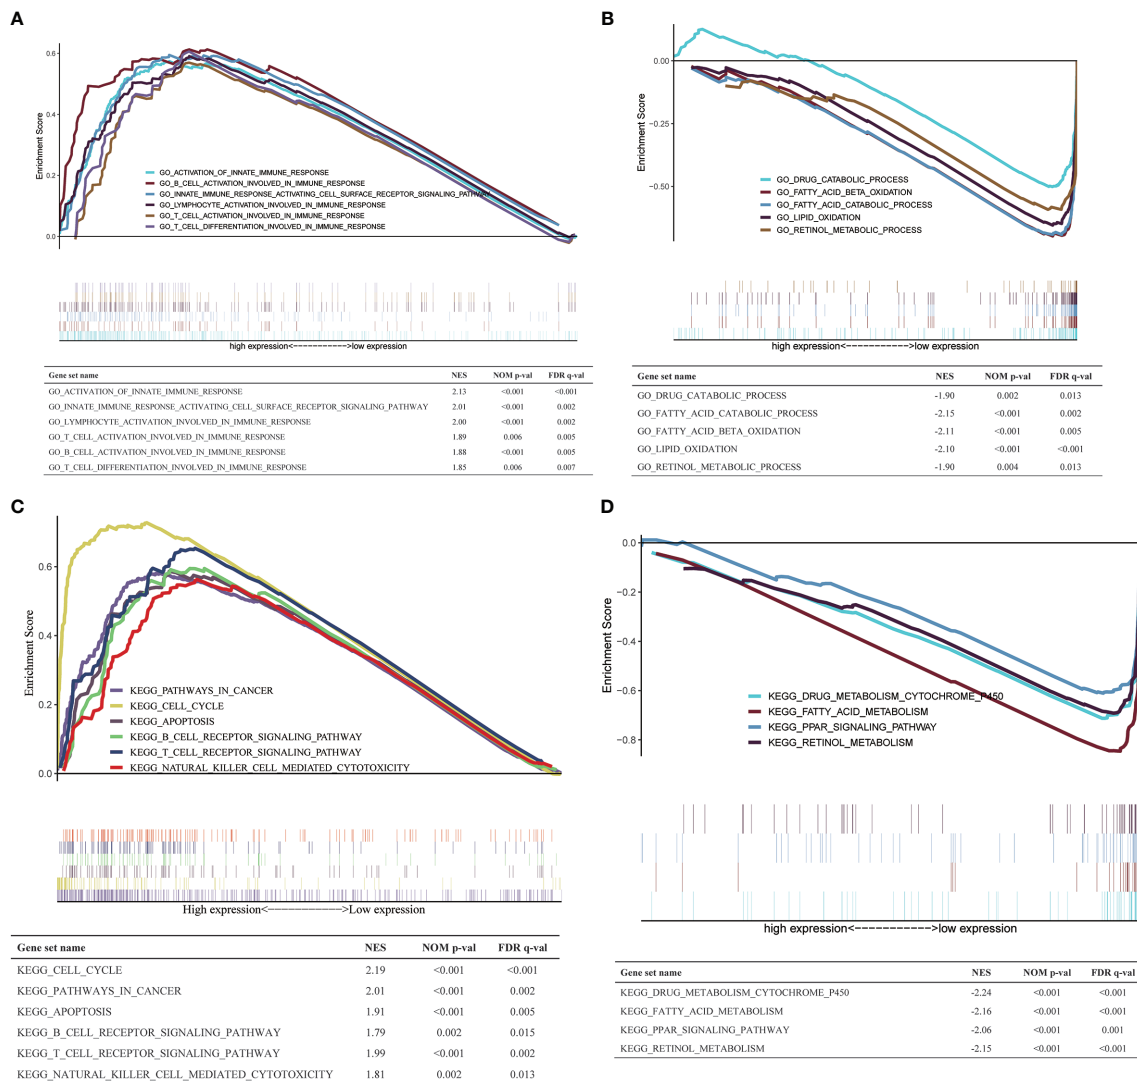 A
0.6
0.4
0.2
0.0
Enrichment Score
GO_ACTIVATION_OF_INNATE_IMMUNE_RESPONSE
GO_B_CELL_ACTIVATION_INVOLVED_IN_IMMUNE_RESPONSE
GO_INNATE_IMMUNE_RESPONSE_ACTIVATING_CELL_SURFACE_RECEPTOR_SIGNALING_PATHWAY
GO_LYMPHOCYTE_ACTIVATION_INVOLVED_IN_IMMUNE_RESPONSE
GO_T_CELL_ACTIVATION_INVOLVED_IN_IMMUNE_RESPONSE
GO_T_CELL_DIFFERENTIATION_INVOLVED_IN_IMMUNE_RESPONSE
high expression<------------->low expression
Gene set name NES NOM p-val FDR q-val
GO_ACTIVATION_OF_INNATE_IMMUNE_RESPONSE 2.13 <0.001 <0.001
GO_INNATE_IMMUNE_RESPONSE_ACTIVATING_CELL_SURFACE_RECEPTOR_SIGNALING_PATHWAY 2.01 <0.001 0.002
GO_LYMPHOCYTE_ACTIVATION_INVOLVED_IN_IMMUNE_RESPONSE 2.00 <0.001 0.002
GO_T_CELL_ACTIVATION_INVOLVED_IN_IMMUNE_RESPONSE 1.89 0.006 0.005
GO_B_CELL_ACTIVATION_INVOLVED_IN_IMMUNE_RESPONSE 1.88 <0.001 0.005
GO_T_CELL_DIFFERENTIATION_INVOLVED_IN_IMMUNE_RESPONSE 1.85 0.006 0.007
B
0.00
−0.25
−0.50
Enrichment Score
GO_DRUG_CATABOLIC_PROCESS
GO_FATTY_ACID_BETA_OXIDATION
GO_FATTY_ACID_CATABOLIC_PROCESS
GO_LIPID_OXIDATION
GO_RETINOL_METABOLIC_PROCESS
high expression<------------->low expression
Gene set name NES NOM p-val FDR q-val
GO_DRUG_CATABOLIC_PROCESS -1.90 0.002 0.013
GO_FATTY_ACID_CATABOLIC_PROCESS -2.15 <0.001 0.002
GO_FATTY_ACID_BETA_OXIDATION -2.11 <0.001 0.005
GO_LIPID_OXIDATION -2.10 <0.001 <0.001
GO_RETINOL_METABOLIC_PROCESS -1.90 0.004 0.013
C
0.6
0.4
0.2
0.0
Enrichment Score
KEGG_PATHWAYS_IN_CANCER
KEGG_CELL_CYCLE
KEGG_APOPTOSIS
KEGG_B_CELL_RECEPTOR_SIGNALING_PATHWAY
KEGG_T_CELL_RECEPTOR_SIGNALING_PATHWAY
KEGG_NATURAL_KILLER_CELL_MEDIATED_CYTOTOXICITY
High expression<------------->Low expression
Gene set name NES NOM p-val FDR q-val
KEGG_CELL_CYCLE 2.19 <0.001 <0.001
KEGG_PATHWAYS_IN_CANCER 2.01 <0.001 0.002
KEGG_APOPTOSIS 1.91 <0.001 0.005
KEGG_B_CELL_RECEPTOR_SIGNALING_PATHWAY 1.79 0.002 0.015
KEGG_T_CELL_RECEPTOR_SIGNALING_PATHWAY 1.99 <0.001 0.002
KEGG_NATURAL_KILLER_CELL_MEDIATED_CYTOTOXICITY 1.81 0.002 0.013
D
0.0
−0.2
−0.4
−0.6
−0.8
Enrichment Score
KEGG_DRUG_METABOLISM_CYTOCHROME_P450
KEGG_FATTY_ACID_METABOLISM
KEGG_PPAR_SIGNALING_PATHWAY
KEGG_RETINOL_METABOLISM
high expression<------------->low expression
Gene set name NES NOM p-val FDR q-val
KEGG_DRUG_METABOLISM_CYTOCHROME_P450 -2.24 <0.001 <0.001
KEGG_FATTY_ACID_METABOLISM -2.16 <0.001 <0.001
KEGG_PPAR_SIGNALING_PATHWAY -2.06 <0.001 0.001
KEGG_RETINOL_METABOLISM -2.15 <0.001 <0.001